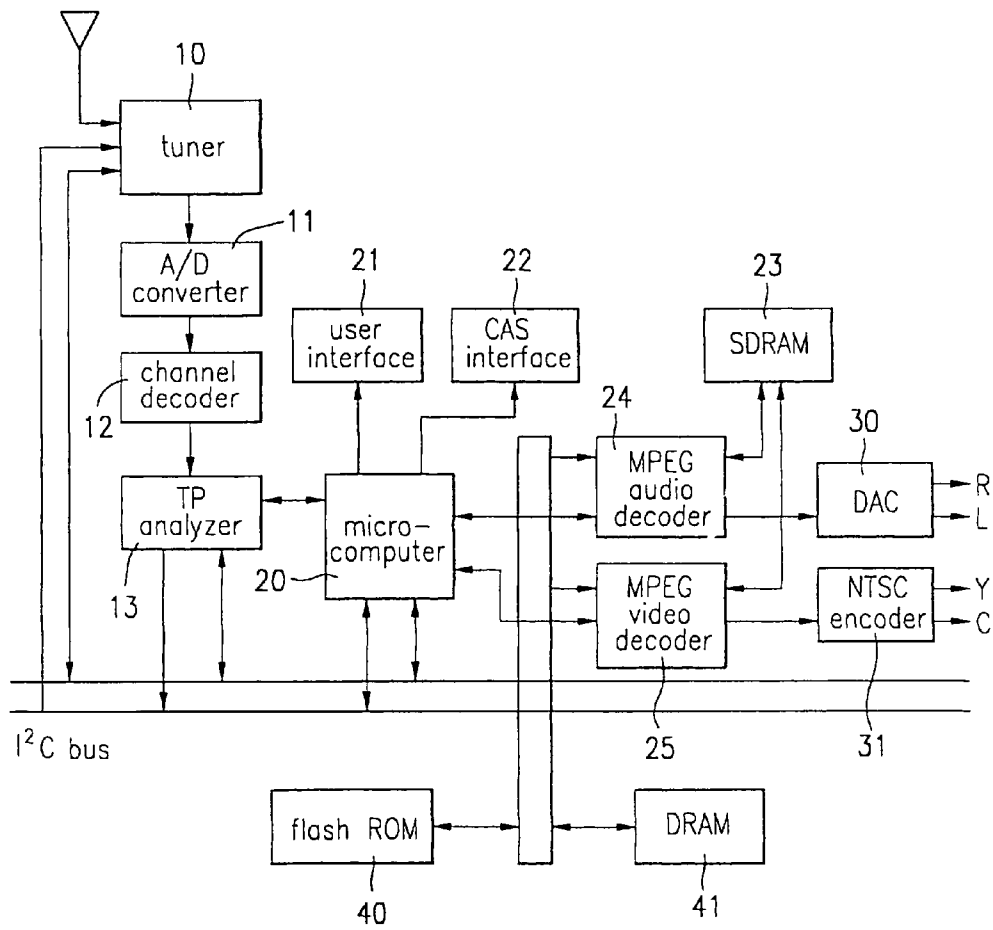 10
tuner
11
A/D
converter
21
user
interface
22
CAS
interface
23
SDRAM
12
channel
decoder
24
MPEG
audio
decoder
30
DAC
R
L
TP
analyzer
13
micro-
computer
20
MPEG
video
decoder
25
NTSC
encoder
31
Y
C
I²C bus
flash ROM
40
DRAM
41